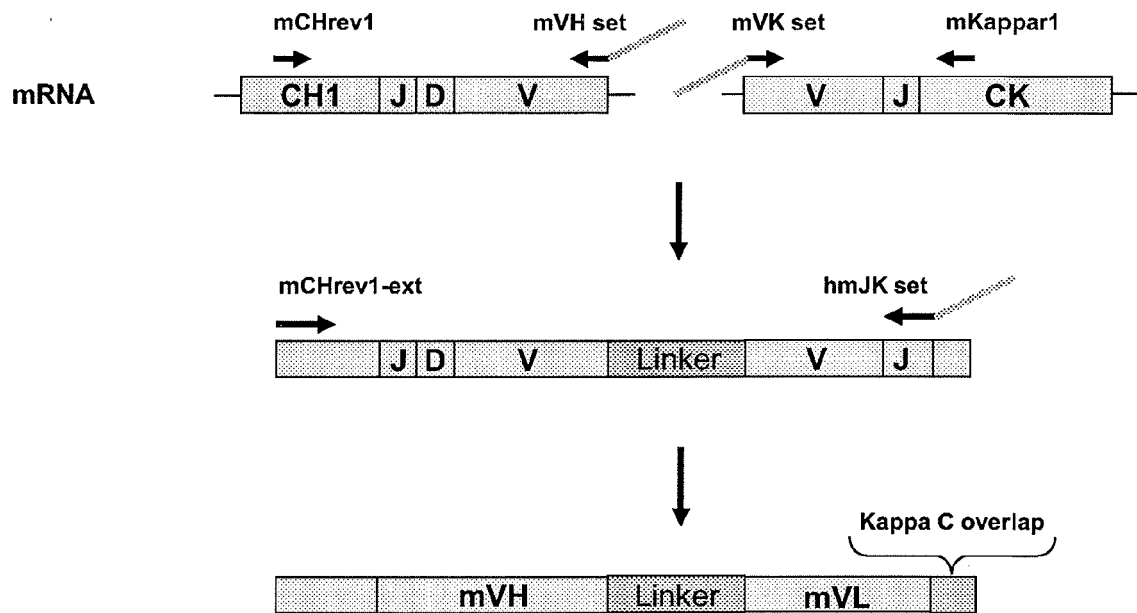 mCHrev1 mVH set mVK set mKappar1
mRNA CH1 J D V V J CK
mCHrev1-ext hmJK set
J D V Linker V J
Kappa C overlap
mVH Linker mVL